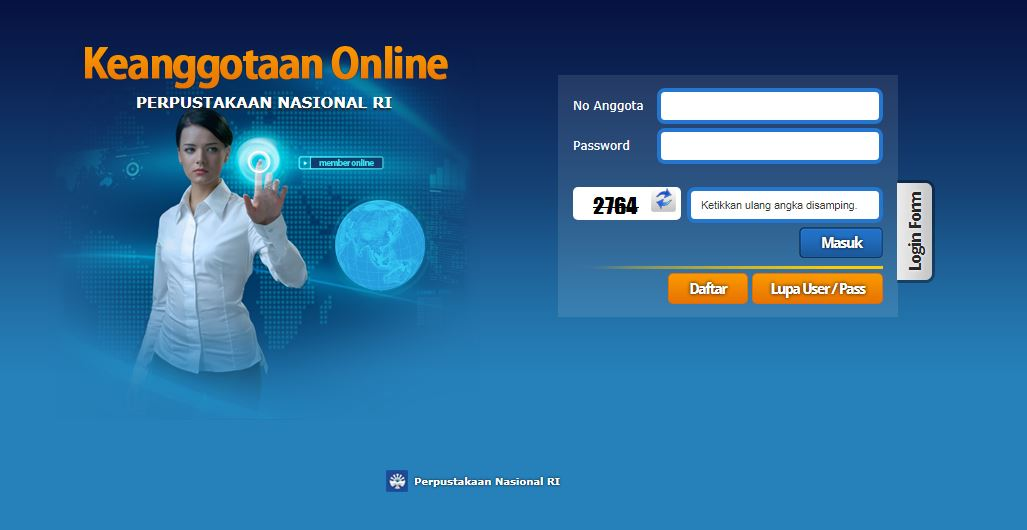 Keanggotaan Online
PERPUSTAKAAN NASIONAL RI
member online
No Anggota
Password
2764
Ketikkan ulang angka disamping.
Masuk
Daftar
Lupa User / Pass
Login Form
Perpustakaan Nasional RI